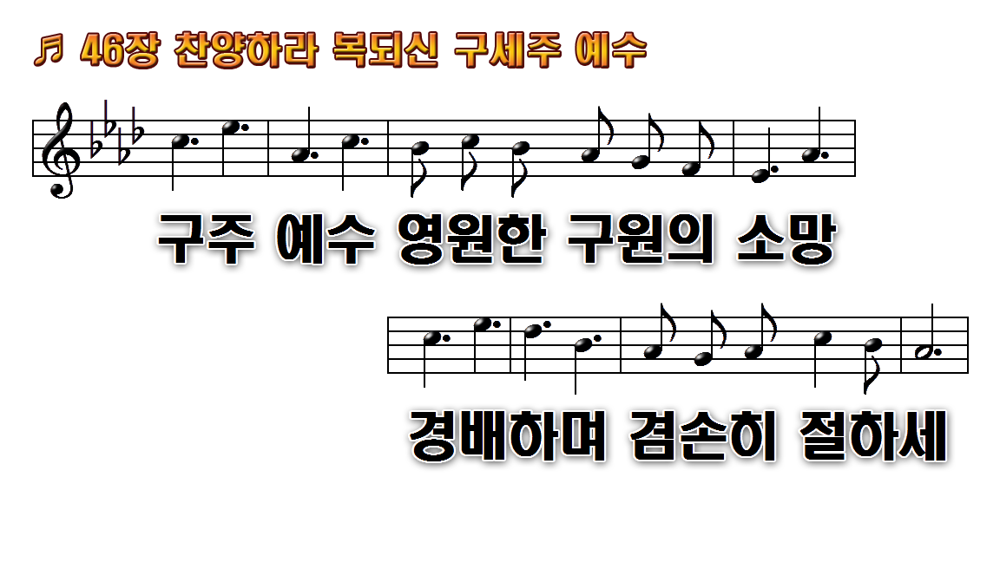 ♬ 46장 찬양하라 복되신 구세주 예수
구주 예수 영원한 구원의 소망
경배하며 겸손히 절하세